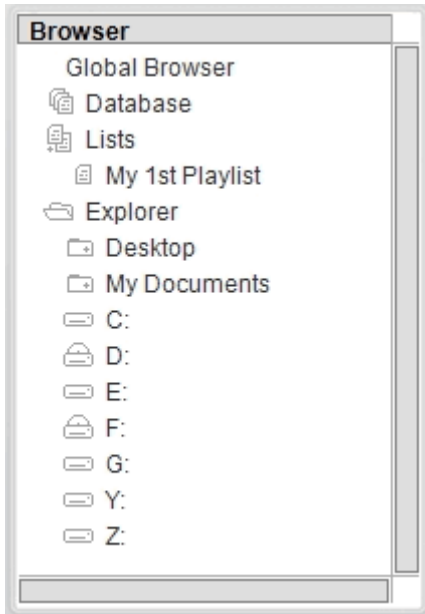 Browser
Global Browser
Database
Lists
My 1st Playlist
Explorer
Desktop
My Documents
C:
D:
E:
F:
G:
Y:
Z: